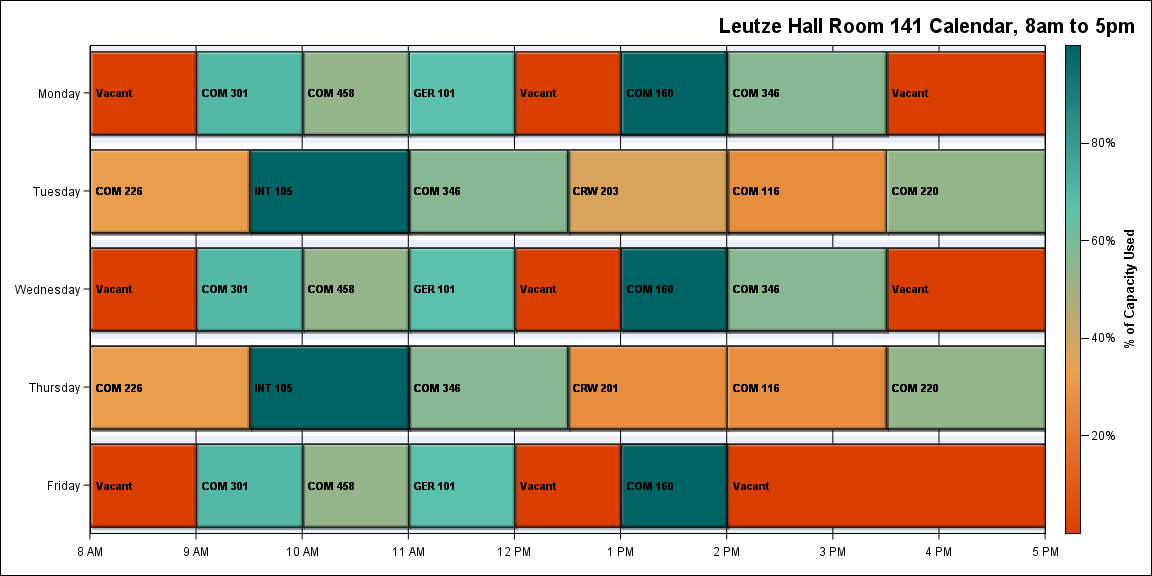 Leutze Hall Room 141 Calendar, 8am to 5pm
Monday
Vacant
COM 301
COM 458
GER 101
Vacant
COM 160
COM 346
Vacant
Tuesday
COM 226
INT 105
COM 346
CRW 203
COM 116
COM 220
Wednesday
Vacant
COM 301
COM 458
GER 101
Vacant
COM 160
COM 346
Vacant
Thursday
COM 226
INT 105
COM 346
CRW 201
COM 116
COM 220
Friday
Vacant
COM 301
COM 458
GER 101
Vacant
COM 160
Vacant
8 AM
9 AM
10 AM
11 AM
12 PM
1 PM
2 PM
3 PM
4 PM
5 PM
80%
60%
40%
20%
% of Capacity Used